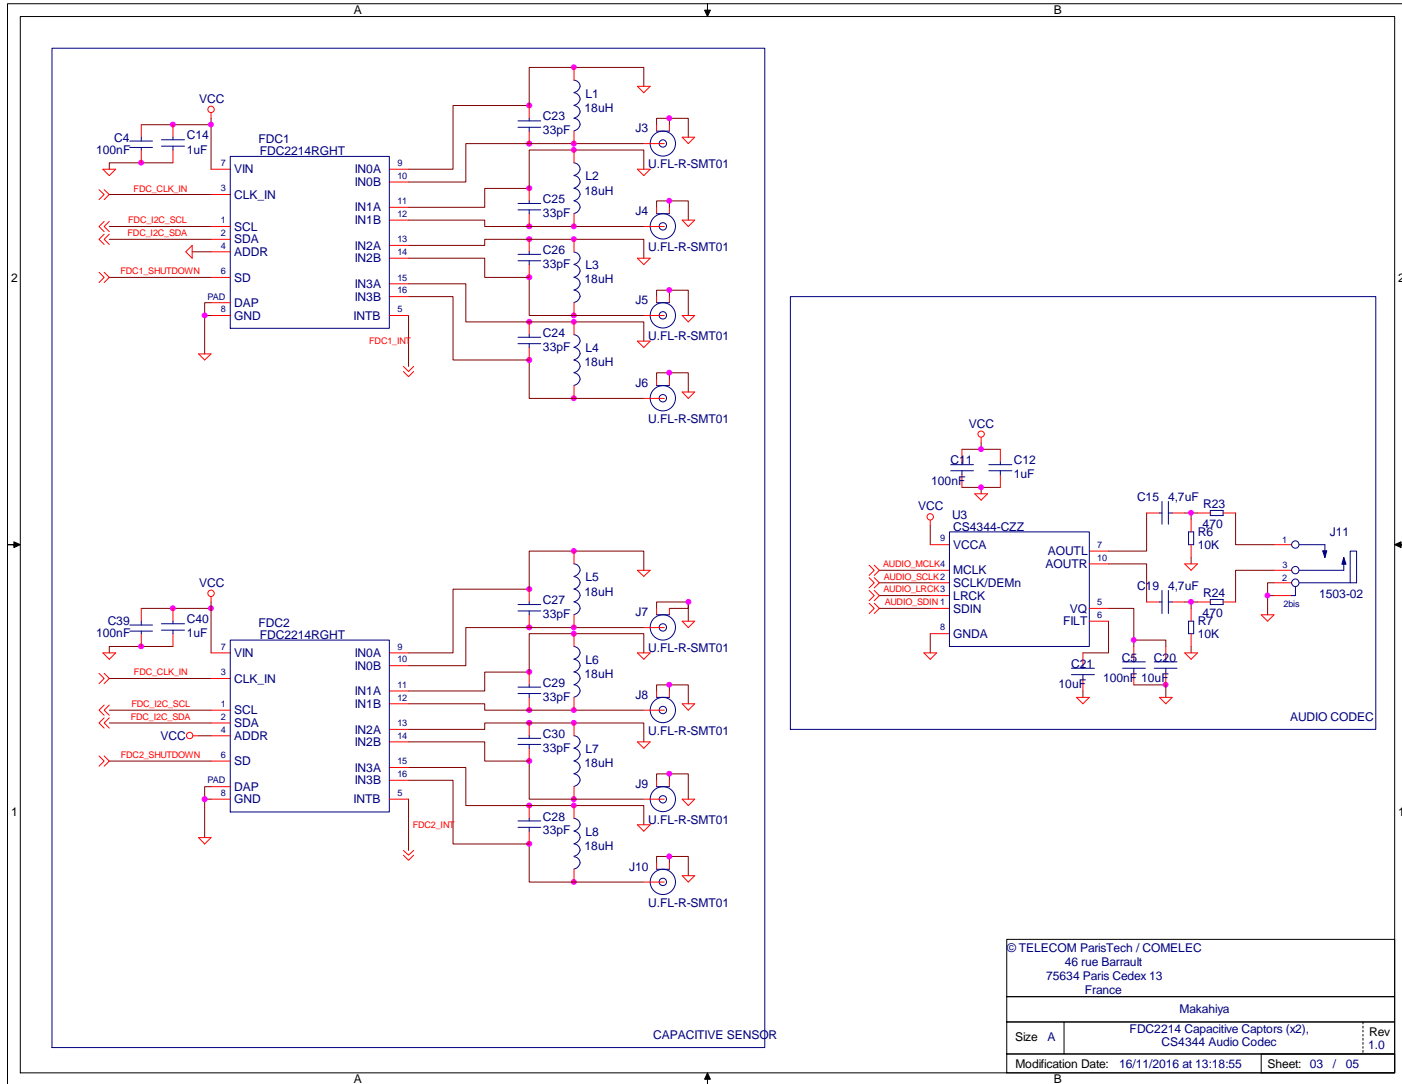 A
B
2
2
1
1
VCC
C4
100nF
C14
1uF
FDC1
FDC2214RGHT
7
VIN
FDC_CLK_IN
3
CLK_IN
FDC_I2C_SCL
1
SCL
FDC_I2C_SDA
2
SDA
4
ADDR
FDC1_SHUTDOWN
6
SD
PAD
DAP
8
GND
IN0A
9
IN0B
10
IN1A
11
IN1B
12
IN2A
13
IN2B
14
IN3A
15
IN3B
16
INTB
5
FDC1_INT
C23
33pF
L1
18uH
J3
U.FL-R-SMT01
C25
33pF
L2
18uH
J4
U.FL-R-SMT01
C26
33pF
L3
18uH
J5
U.FL-R-SMT01
C24
33pF
L4
18uH
J6
U.FL-R-SMT01
VCC
C39
100nF
C40
1uF
FDC2
FDC2214RGHT
7
VIN
FDC_CLK_IN
3
CLK_IN
FDC_I2C_SCL
1
SCL
FDC_I2C_SDA
2
SDA
VCC
4
ADDR
FDC2_SHUTDOWN
6
SD
PAD
DAP
8
GND
IN0A
9
IN0B
10
IN1A
11
IN1B
12
IN2A
13
IN2B
14
IN3A
15
IN3B
16
INTB
5
FDC2_INT
C27
33pF
L5
18uH
J7
U.FL-R-SMT01
C29
33pF
L6
18uH
J8
U.FL-R-SMT01
C30
33pF
L7
18uH
J9
U.FL-R-SMT01
C28
33pF
L8
18uH
J10
U.FL-R-SMT01
CAPACITIVE SENSOR
VCC
C11
100nF
C12
1uF
VCC
U3
CS4344-CZZ
9
VCCA
AUDIO_MCLK
4
MCLK
AUDIO_SCLK
2
SCLK/DEMn
AUDIO_LRCK
3
LRCK
AUDIO_SDIN
1
SDIN
8
GNDA
AOUTL
7
AOUTR
10
VQ
5
FILT
6
C15 4,7uF
R23
470
R6
10K
C19 4,7uF
R24
470
R7
10K
C21
10uF
C5
100nF
C20
10uF
J11
1
3
2
2bis
1503-02
AUDIO CODEC
© TELECOM ParisTech / COMELEC
46 rue Barrault
75634 Paris Cedex 13
France
Makahiya
Size A
FDC2214 Capacitive Captors (x2),
CS4344 Audio Codec
Rev
1.0
Modification Date: 16/11/2016 at 13:18:55
Sheet: 03 / 05
A
B